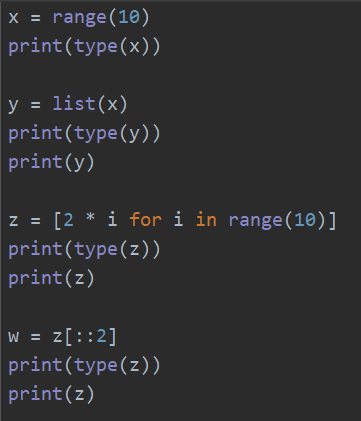 x = range(10)
print(type(x))
y = list(x)
print(type(y))
print(y)
z = [2 * i for i in range(10)]
print(type(z))
print(z)
w = z[::2]
print(type(z))
print(z)